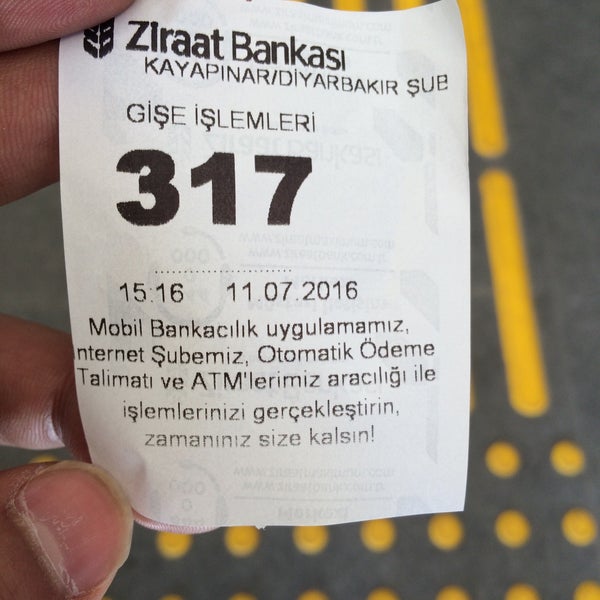 Ziraat Bankası
KAYAPINAR/DİYARBAKIR ŞUB
GİŞE İŞLEMLERİ
317
15:16 11.07.2016
Mobil Bankacılık uygulamamız,
nternet Şubemiz, Otomatik Ödeme
Talimatı ve ATM'lerimiz aracılığı ile
işlemlerinizi gerçekleştirin,
zamanınız size kalsın!